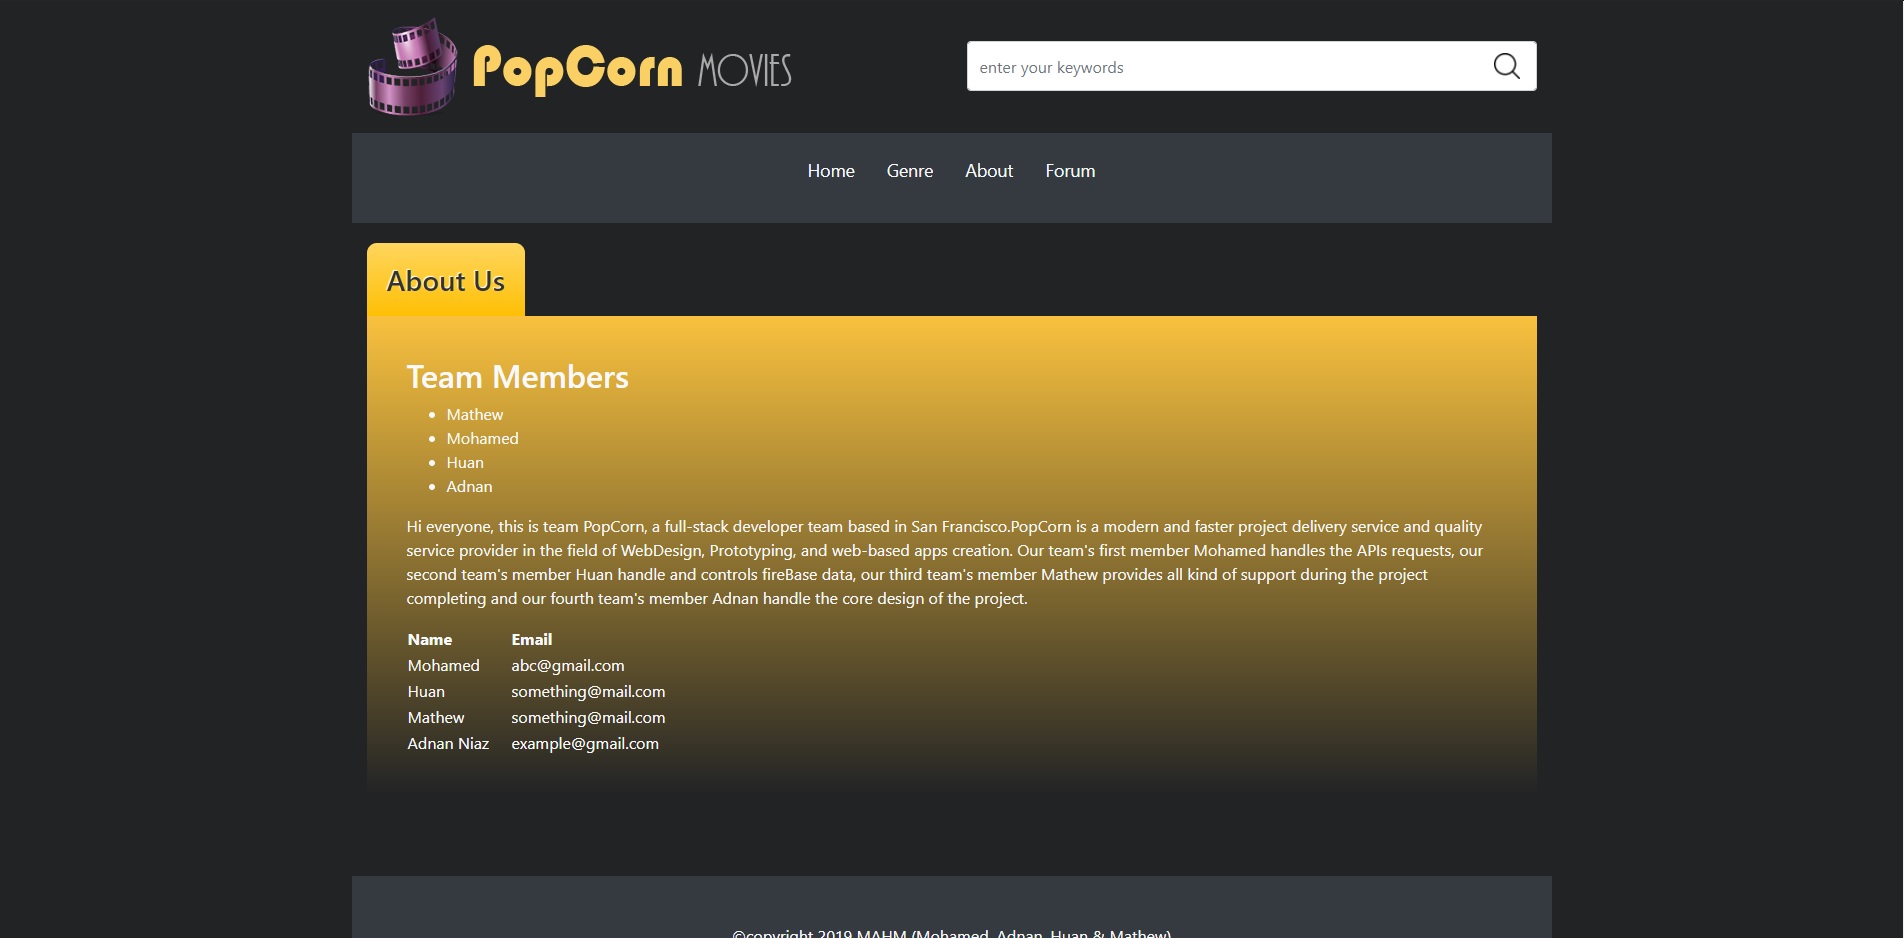 PopCorn MOVIES
enter your keywords
Home Genre About Forum
About Us
Team Members
• Mathew
• Mohamed
• Huan
• Adnan
Hi everyone, this is team PopCorn, a full-stack developer team based in San Francisco.PopCorn is a modern and faster project delivery service and quality
service provider in the field of WebDesign, Prototyping, and web-based apps creation. Our team's first member Mohamed handles the APIs requests, our
second team's member Huan handle and controls fireBase data, our third team's member Mathew provides all kind of support during the project
completing and our fourth team's member Adnan handle the core design of the project.
Name Email
Mohamed abc@gmail.com
Huan something@mail.com
Mathew something@mail.com
Adnan Niaz example@gmail.com
©copyright 2019 MAHM (Mohamed, Adnan, Huan & Mathew)